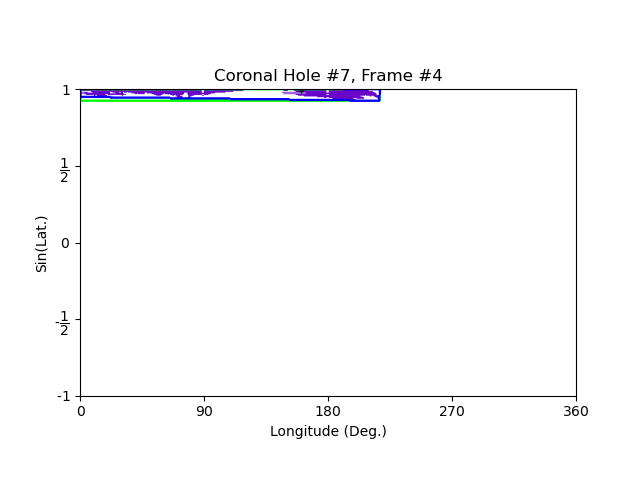 Coronal Hole #7, Frame #4
1
1/2
0
-1/2
-1
Sin(Lat.)
0 90 180 270 360
Longitude (Deg.)